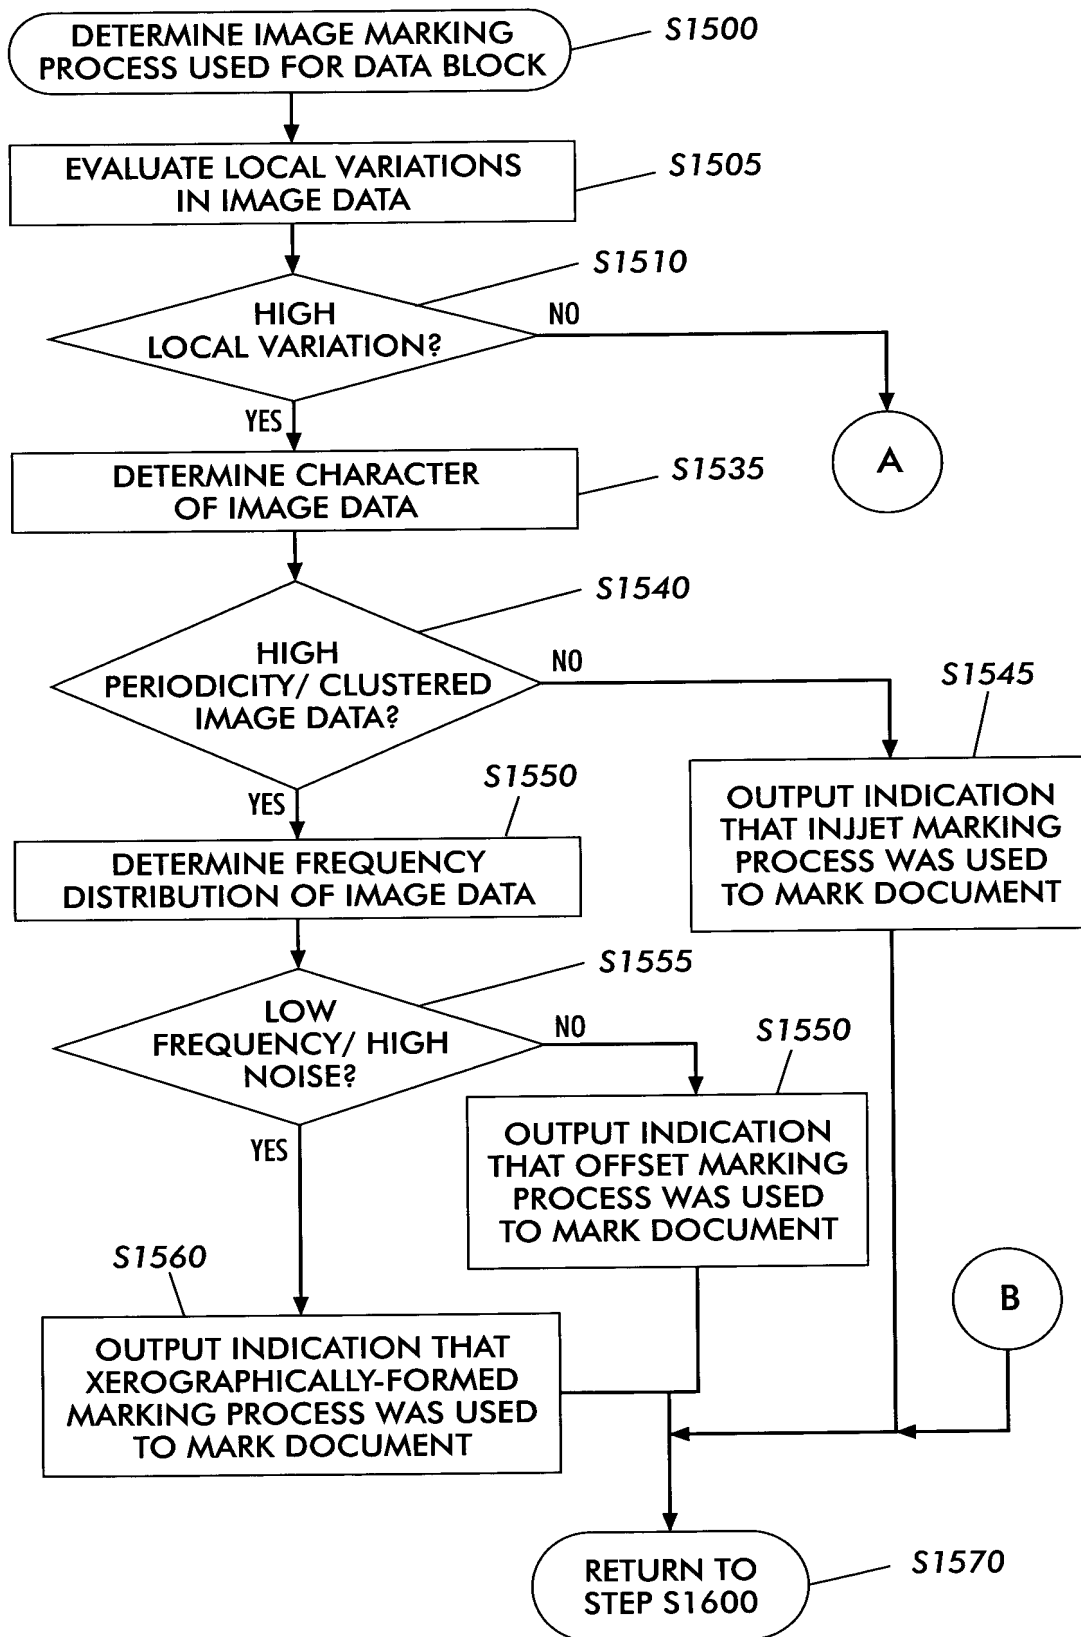 DETERMINE IMAGE MARKING
PROCESS USED FOR DATA BLOCK
S1500
EVALUATE LOCAL VARIATIONS
IN IMAGE DATA
S1505
S1510
HIGH
LOCAL VARIATION?
NO
YES
A
DETERMINE CHARACTER
OF IMAGE DATA
S1535
S1540
HIGH
PERIODICITY/ CLUSTERED
IMAGE DATA?
NO
YES
S1545
OUTPUT INDICATION
THAT INJJET MARKING
PROCESS WAS USED
TO MARK DOCUMENT
S1550
DETERMINE FREQUENCY
DISTRIBUTION OF IMAGE DATA
S1555
LOW
FREQUENCY/ HIGH
NOISE?
NO
YES
S1550
OUTPUT INDICATION
THAT OFFSET MARKING
PROCESS WAS USED
TO MARK DOCUMENT
S1560
OUTPUT INDICATION THAT
XEROGRAPHICALLY-FORMED
MARKING PROCESS WAS USED
TO MARK DOCUMENT
B
RETURN TO
STEP S1600
S1570